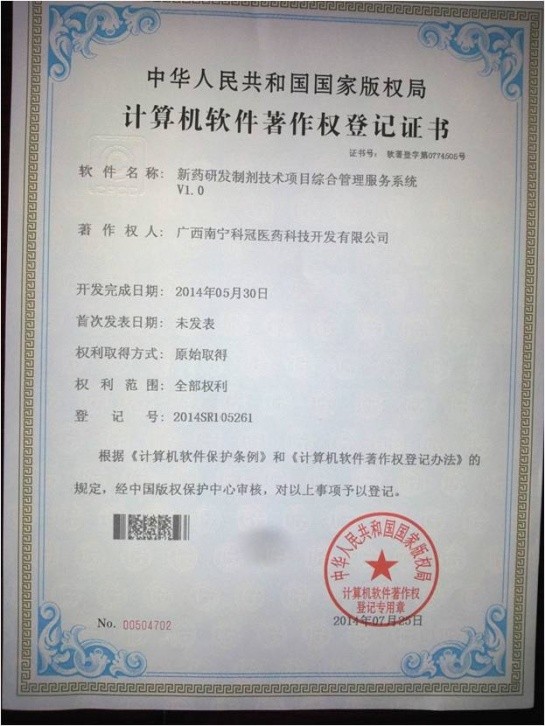 中华人民共和国国家版权局
计算机软件著作权登记证书
证书号： 软著登字第0774505号
软件名称： 新药研发制剂技术项目综合管理服务系统
V1.0
著作权人： 广西南宁科冠医药科技开发有限公司
开发完成日期： 2014年05月30日
首次发表日期： 未发表
权利取得方式： 原始取得
权利范围： 全部权利
登记号： 2014SR105261
根据《计算机软件保护条例》和《计算机软件著作权登记办法》的
规定，经中国版权保护中心审核，对以上事项予以登记。
中华人民共和国国家版权局
计算机软件著作权
登记专用章
No. 00504702
2014年07月25日